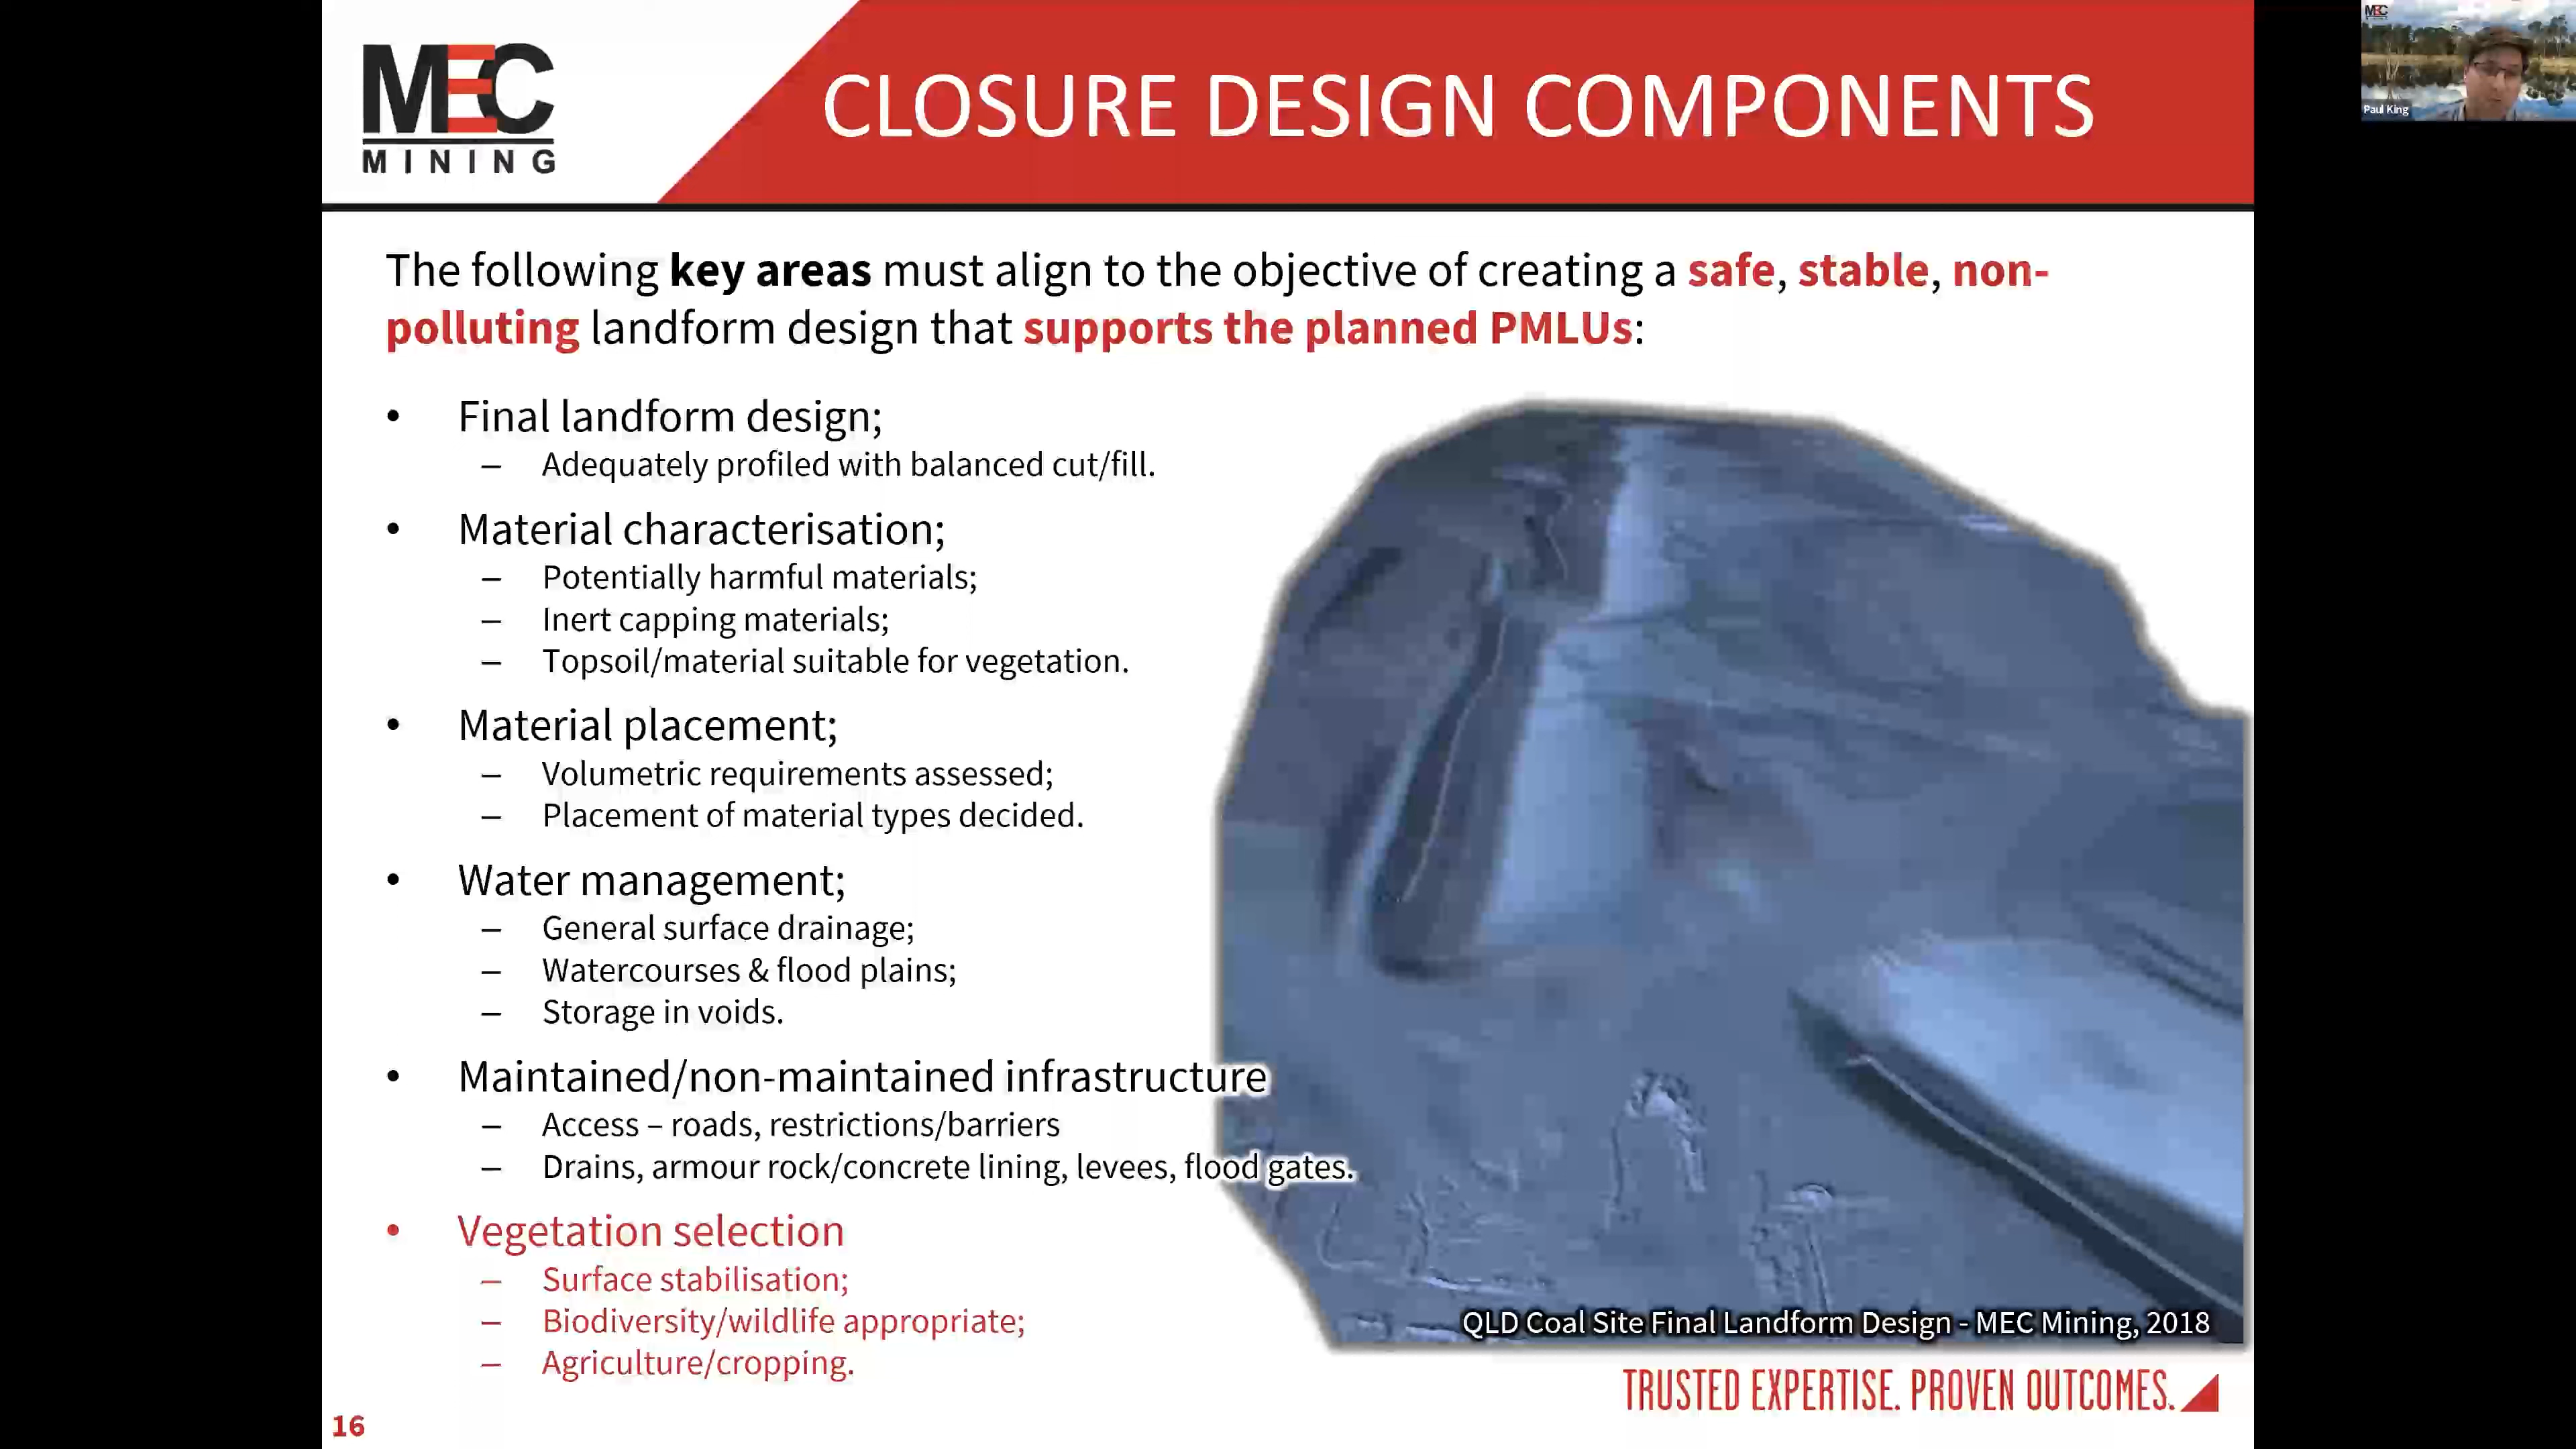 MEC
MINING
CLOSURE DESIGN COMPONENTS
MEC
Paul King
The following key areas must align to the objective of creating a safe, stable, non-
polluting landform design that supports the planned PMLUs:
• Final landform design;
– Adequately profiled with balanced cut/fill.
• Material characterisation;
– Potentially harmful materials;
– Inert capping materials;
– Topsoil/material suitable for vegetation.
• Material placement;
– Volumetric requirements assessed;
– Placement of material types decided.
• Water management;
– General surface drainage;
– Watercourses & flood plains;
– Storage in voids.
• Maintained/non-maintained infrastructure
– Access – roads, restrictions/barriers
– Drains, armour rock/concrete lining, levees, flood gates.
• Vegetation selection
– Surface stabilisation;
– Biodiversity/wildlife appropriate;
– Agriculture/cropping.
QLD Coal Site Final Landform Design - MEC Mining, 2018
TRUSTED EXPERTISE. PROVEN OUTCOMES.
16